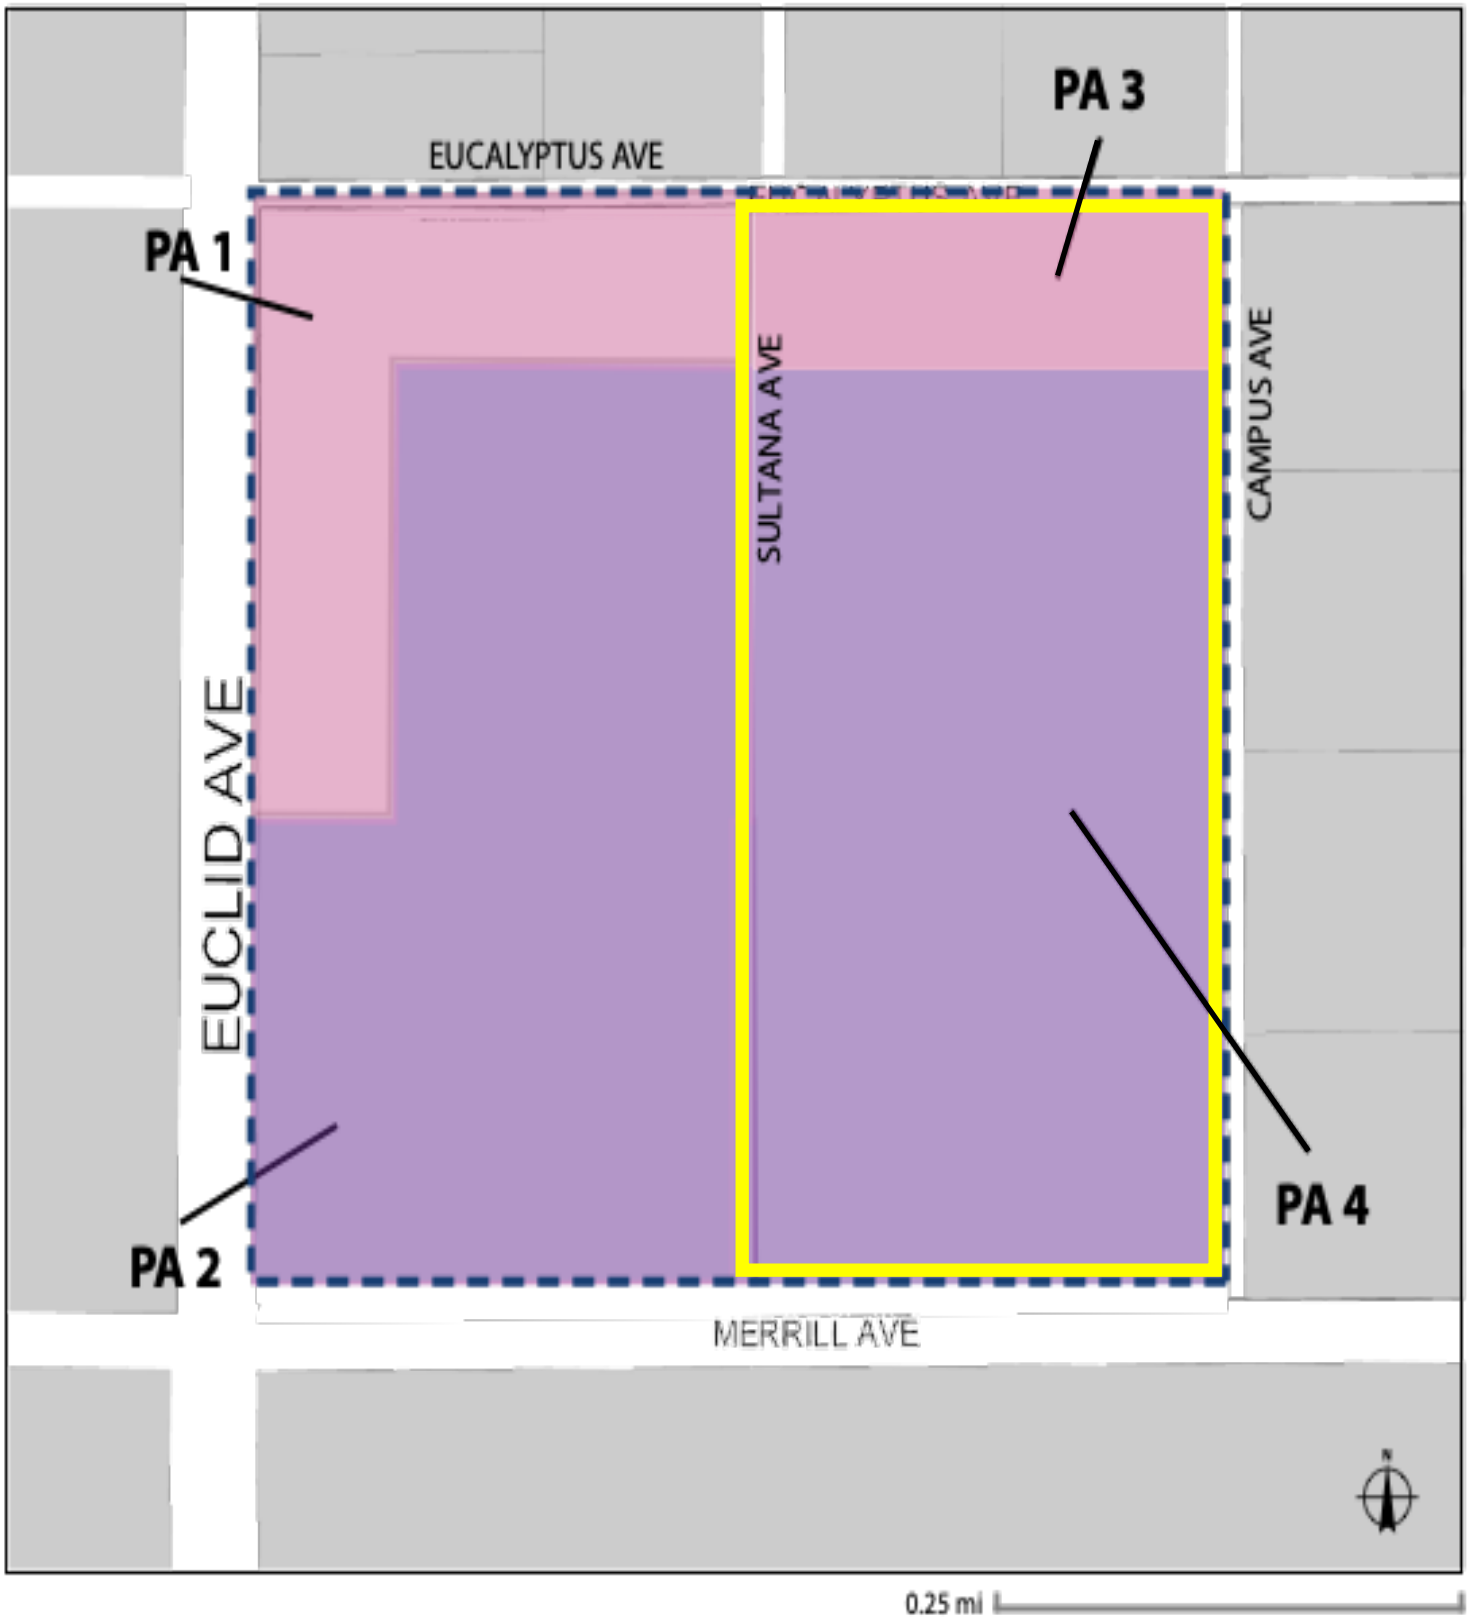 PA 3
EUCALYPTUS AVE
PA 1
SULTANA AVE
CAMPUS AVE
EUCLID AVE
PA 4
PA 2
MERRILL AVE
N
0.25 mi